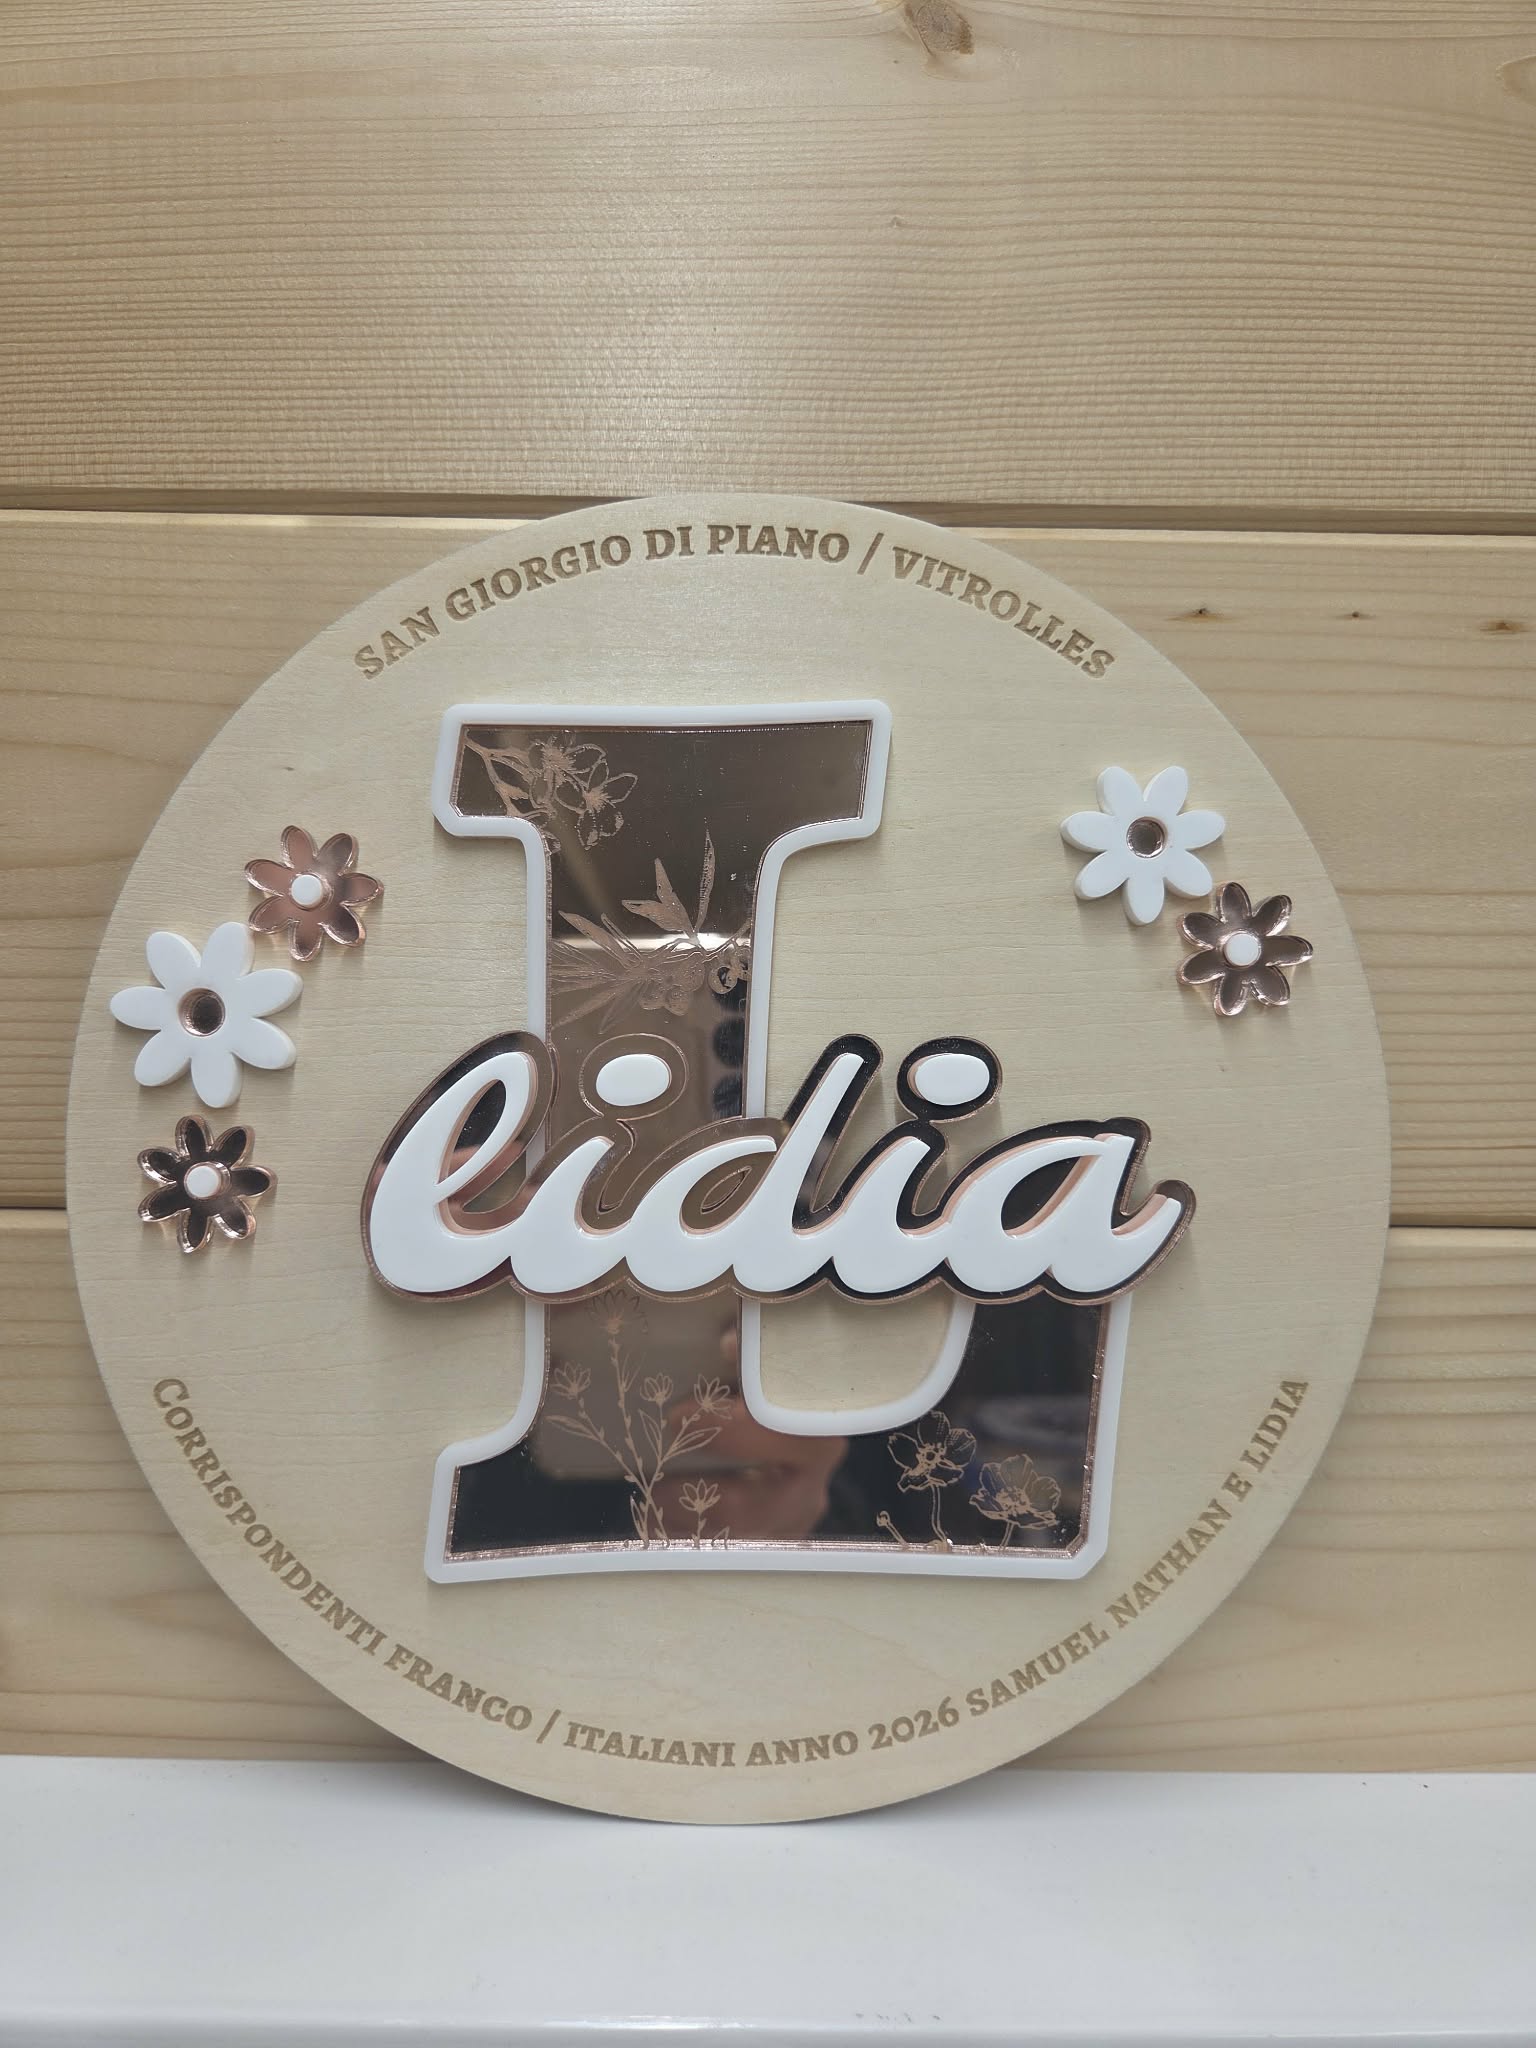 SAN GIORGIO DI PIANO / VITROLLES
L
lidia
CORRISPONDENTI FRANCO / ITALIANI ANNO 2026 SAMUEL NATHAN E LIDIA